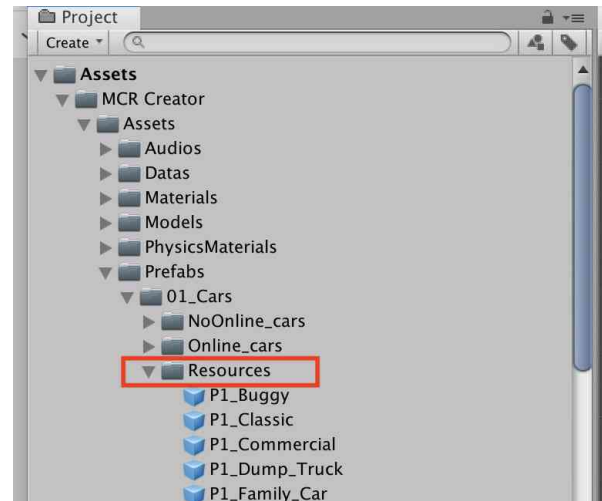 Project
Create
Assets
MCR Creator
Assets
Audios
Datas
Materials
Models
PhysicsMaterials
Prefabs
01_Cars
NoOnline_cars
Online_cars
Resources
P1_Buggy
P1_Classic
P1_Commercial
P1_Dump_Truck
P1_Family_Car